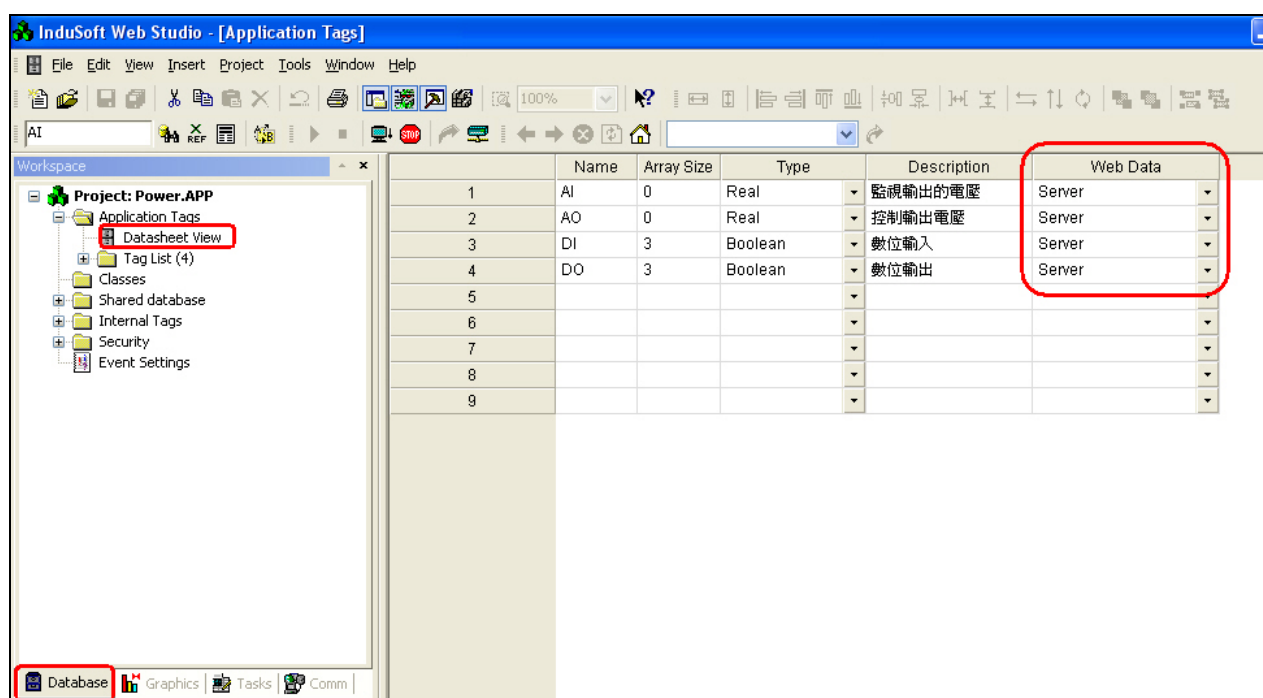 InduSoft Web Studio - [Application Tags]
File Edit View Insert Project Tools Window Help
100%
AI XREF $B STOP
Workspace
Project: Power.APP
Application Tags
Datasheet View
Tag List (4)
Classes
Shared database
Internal Tags
Security
Event Settings
Name Array Size Type Description Web Data
1 AI 0 Real 監視輸出的電壓 Server
2 AO 0 Real 控制輸出電壓 Server
3 DI 3 Boolean 數位輸入 Server
4 DO 3 Boolean 數位輸出 Server
5
6
7
8
9
Database Graphics Tasks Comm